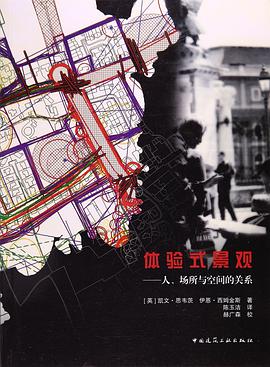 体验式景观
——人、场所与空间的关系
[英] 凯文·思韦茨 伊恩·西姆金斯 著
陈玉洁 译
赫广森 校
中国建筑工业出版社